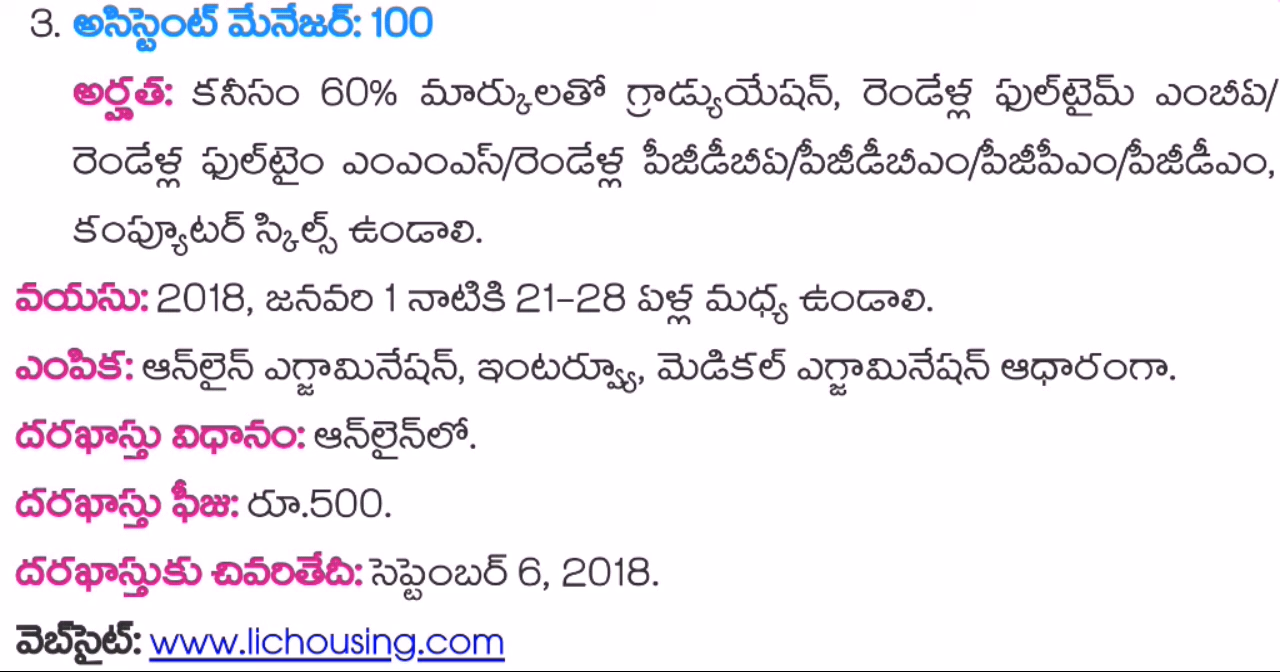 3. అసిస్టెంట్ మేనేజర్: 100
అర్హత: కనీసం 60% మార్కులతో గ్రాడ్యుయేషన్, రెండేళ్ల ఫుల్‌టైమ్ ఎంబీఏ/
రెండేళ్ల ఫుల్‌టైం ఎంఎంఎస్/రెండేళ్ల పీజీడీబీఏ/పీజీడీబీఎం/పీజీపీఎం/పీజీడీఎం,
కంప్యూటర్ స్కిల్స్ ఉండాలి.
వయసు: 2018, జనవరి 1 నాటికి 21–28 ఏళ్ల మధ్య ఉండాలి.
ఎంపిక: ఆన్‌లైన్ ఎగ్జామినేషన్, ఇంటర్వ్యూ, మెడికల్ ఎగ్జామినేషన్ ఆధారంగా.
దరఖాస్తు విధానం: ఆన్‌లైన్‌లో.
దరఖాస్తు ఫీజు: రూ.500.
దరఖాస్తుకు చివరితేది: సెప్టెంబర్ 6, 2018.
వెబ్‌సైట్: www.lichousing.com